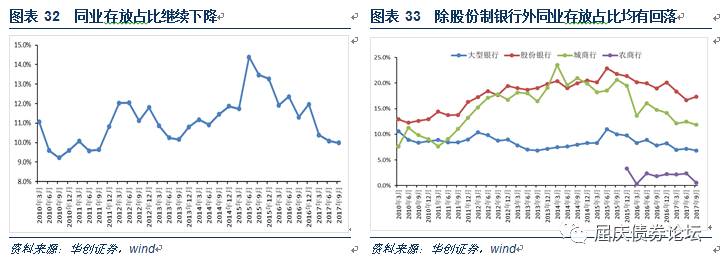 图表 32 同业在放占比继续下降
15.0%
14.0%
13.0%
12.0%
11.0%
10.0%
9.0%
8.0%
2010年3月
2010年6月
2010年9月
2010年12月
2011年3月
2011年6月
2011年9月
2011年12月
2012年3月
2012年6月
2012年9月
2012年12月
2013年3月
2013年6月
2013年9月
2013年12月
2014年3月
2014年6月
2014年9月
2014年12月
2015年3月
2015年6月
2015年9月
2015年12月
2016年3月
2016年6月
2016年9月
2016年12月
2017年3月
2017年6月
2017年9月
资料来源：华创证券，wind
图表 33 除股份制银行外同业在放占比均有回落
大型银行 股份银行 城商行 农商行
25.0%
20.0%
15.0%
10.0%
5.0%
0.0%
2010年3月
2010年6月
2010年9月
2010年12月
2011年3月
2011年6月
2011年9月
2011年12月
2012年3月
2012年6月
2012年9月
2012年12月
2013年3月
2013年6月
2013年9月
2013年12月
2014年3月
2014年6月
2014年9月
2014年12月
2015年3月
2015年6月
2015年9月
2015年12月
2016年3月
2016年6月
2016年9月
2016年12月
2017年3月
2017年6月
2017年9月
资料来源：华创证券，wind
屈庆债券论坛